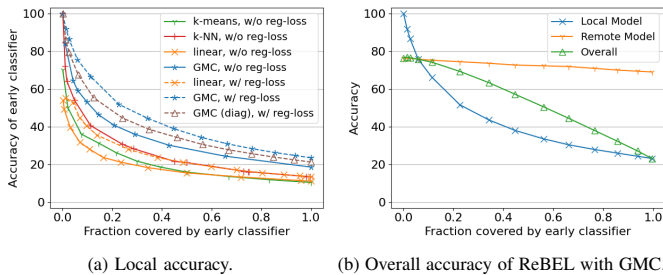 100
80
60
40
20
0
Accuracy of early classifier
k-means, w/o reg-loss
k-NN, w/o reg-loss
linear, w/o reg-loss
GMC, w/o reg-loss
linear, w/ reg-loss
GMC, w/ reg-loss
GMC (diag), w/ reg-loss
0.0 0.2 0.4 0.6 0.8 1.0
Fraction covered by early classifier
(a) Local accuracy.
100
80
60
40
20
0
Accuracy
Local Model
Remote Model
Overall
0.0 0.2 0.4 0.6 0.8 1.0
Fraction covered by early classifier
(b) Overall accuracy of ReBEL with GMC.